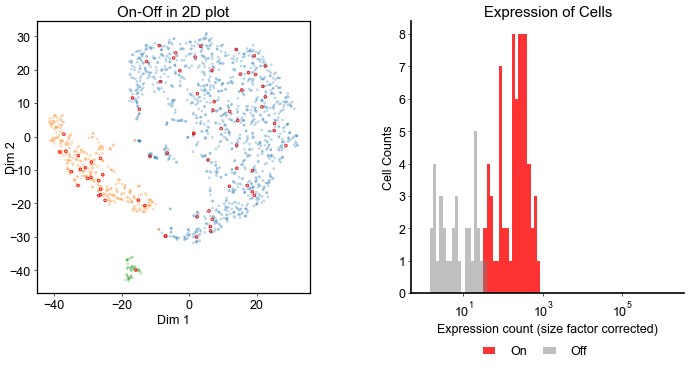 On-Off in 2D plot
30
20
10
0
−10
−20
−30
−40
Dim 2
−40 −20 0 20
Dim 1
Expression of Cells
8
7
6
5
4
3
2
1
0
Cell Counts
10^1 10^3 10^5
Expression count (size factor corrected)
On Off